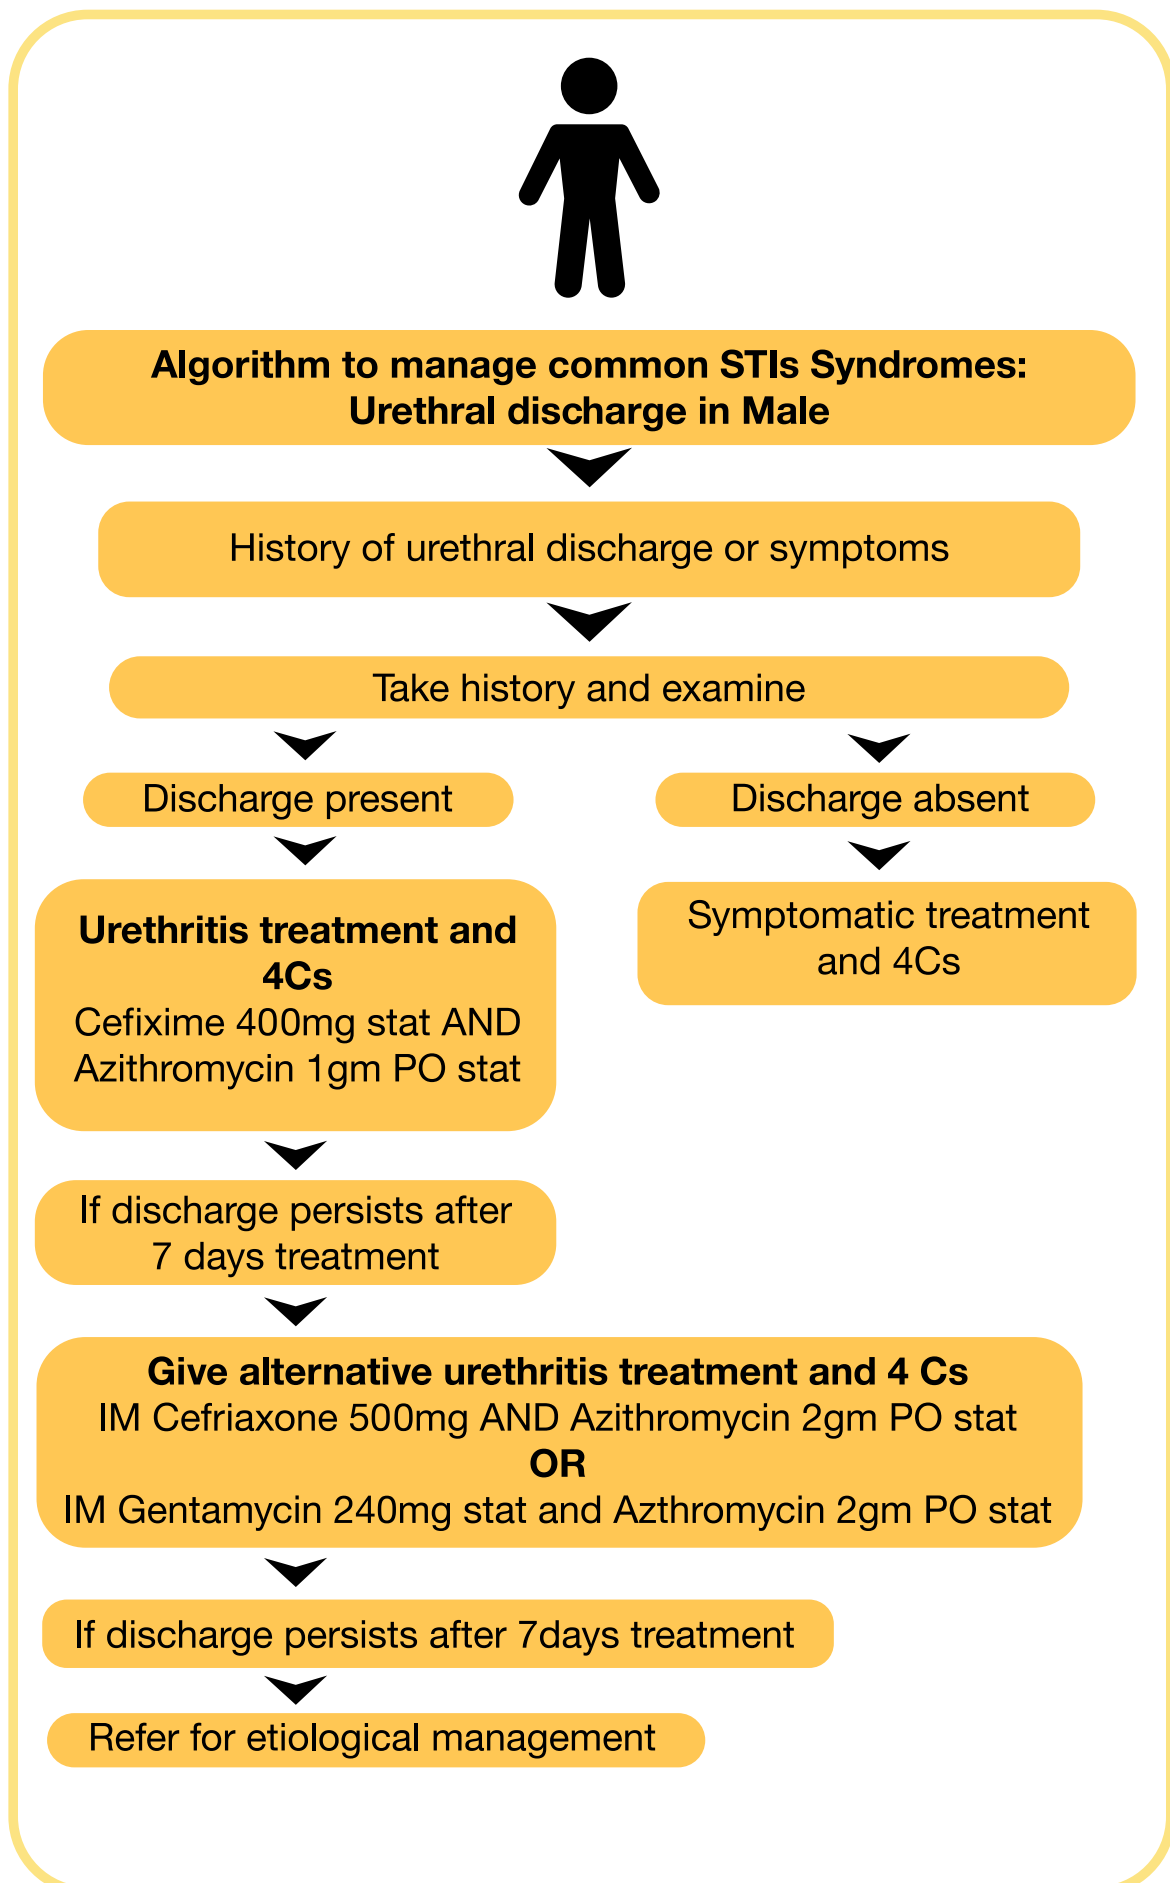 Algorithm to manage common STIs Syndromes:
Urethral discharge in Male
History of urethral discharge or symptoms
Take history and examine
Discharge present
Discharge absent
Urethritis treatment and
4Cs
Cefixime 400mg stat AND
Azithromycin 1gm PO stat
Symptomatic treatment
and 4Cs
If discharge persists after
7 days treatment
Give alternative urethritis treatment and 4 Cs
IM Cefriaxone 500mg AND Azithromycin 2gm PO stat
OR
IM Gentamycin 240mg stat and Azthromycin 2gm PO stat
If discharge persists after 7days treatment
Refer for etiological management